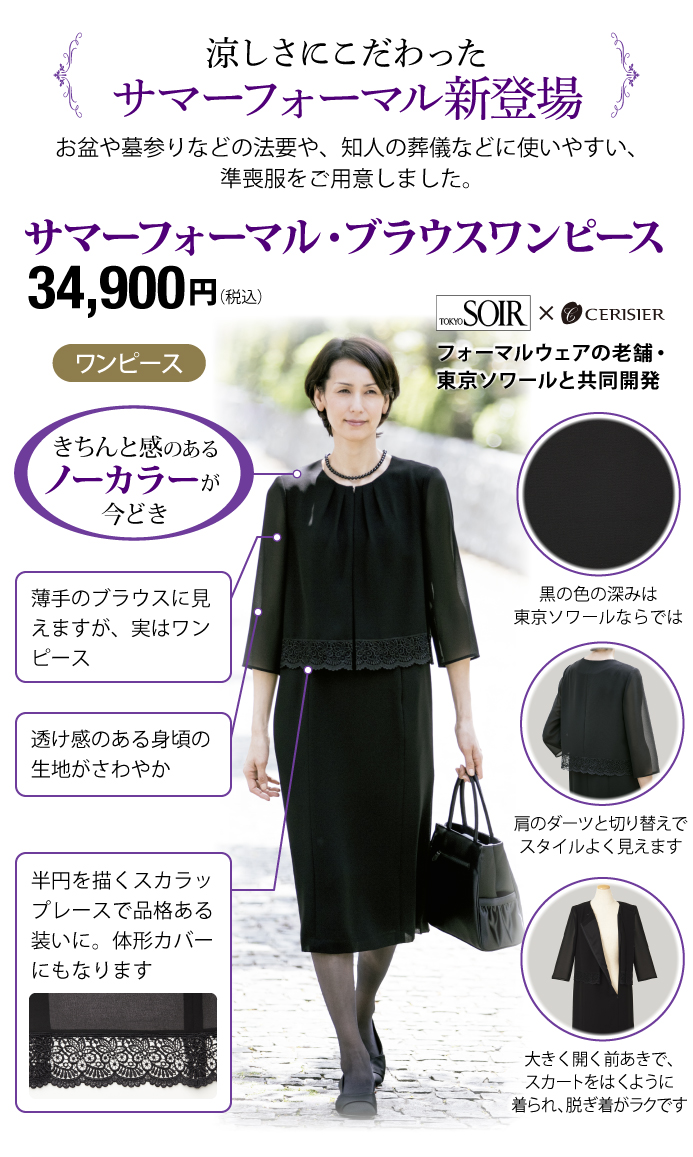 涼しさにこだわった
サマーフォーマル新登場
お盆や墓参りなどの法要や、知人の葬儀などに使いやすい、
準喪服をご用意しました。
サマーフォーマル・ブラウスワンピース
34,900円(税込)
TOKYO SOIR × C CERISIER
フォーマルウェアの老舗・
東京ソワールと共同開発
ワンピース
きちんと感のある
ノーカラーが
今どき
薄手のブラウスに見
えますが、実はワン
ピース
透け感のある身頃の
生地がさわやか
半円を描くスカラッ
プレースで品格ある
装いに。体形カバー
にもなります
黒の色の深みは
東京ソワールならでは
肩のダーツと切り替えで
スタイルよく見えます
大きく開く前あきで、
スカートをはくように
着られ、脱ぎ着がラクです